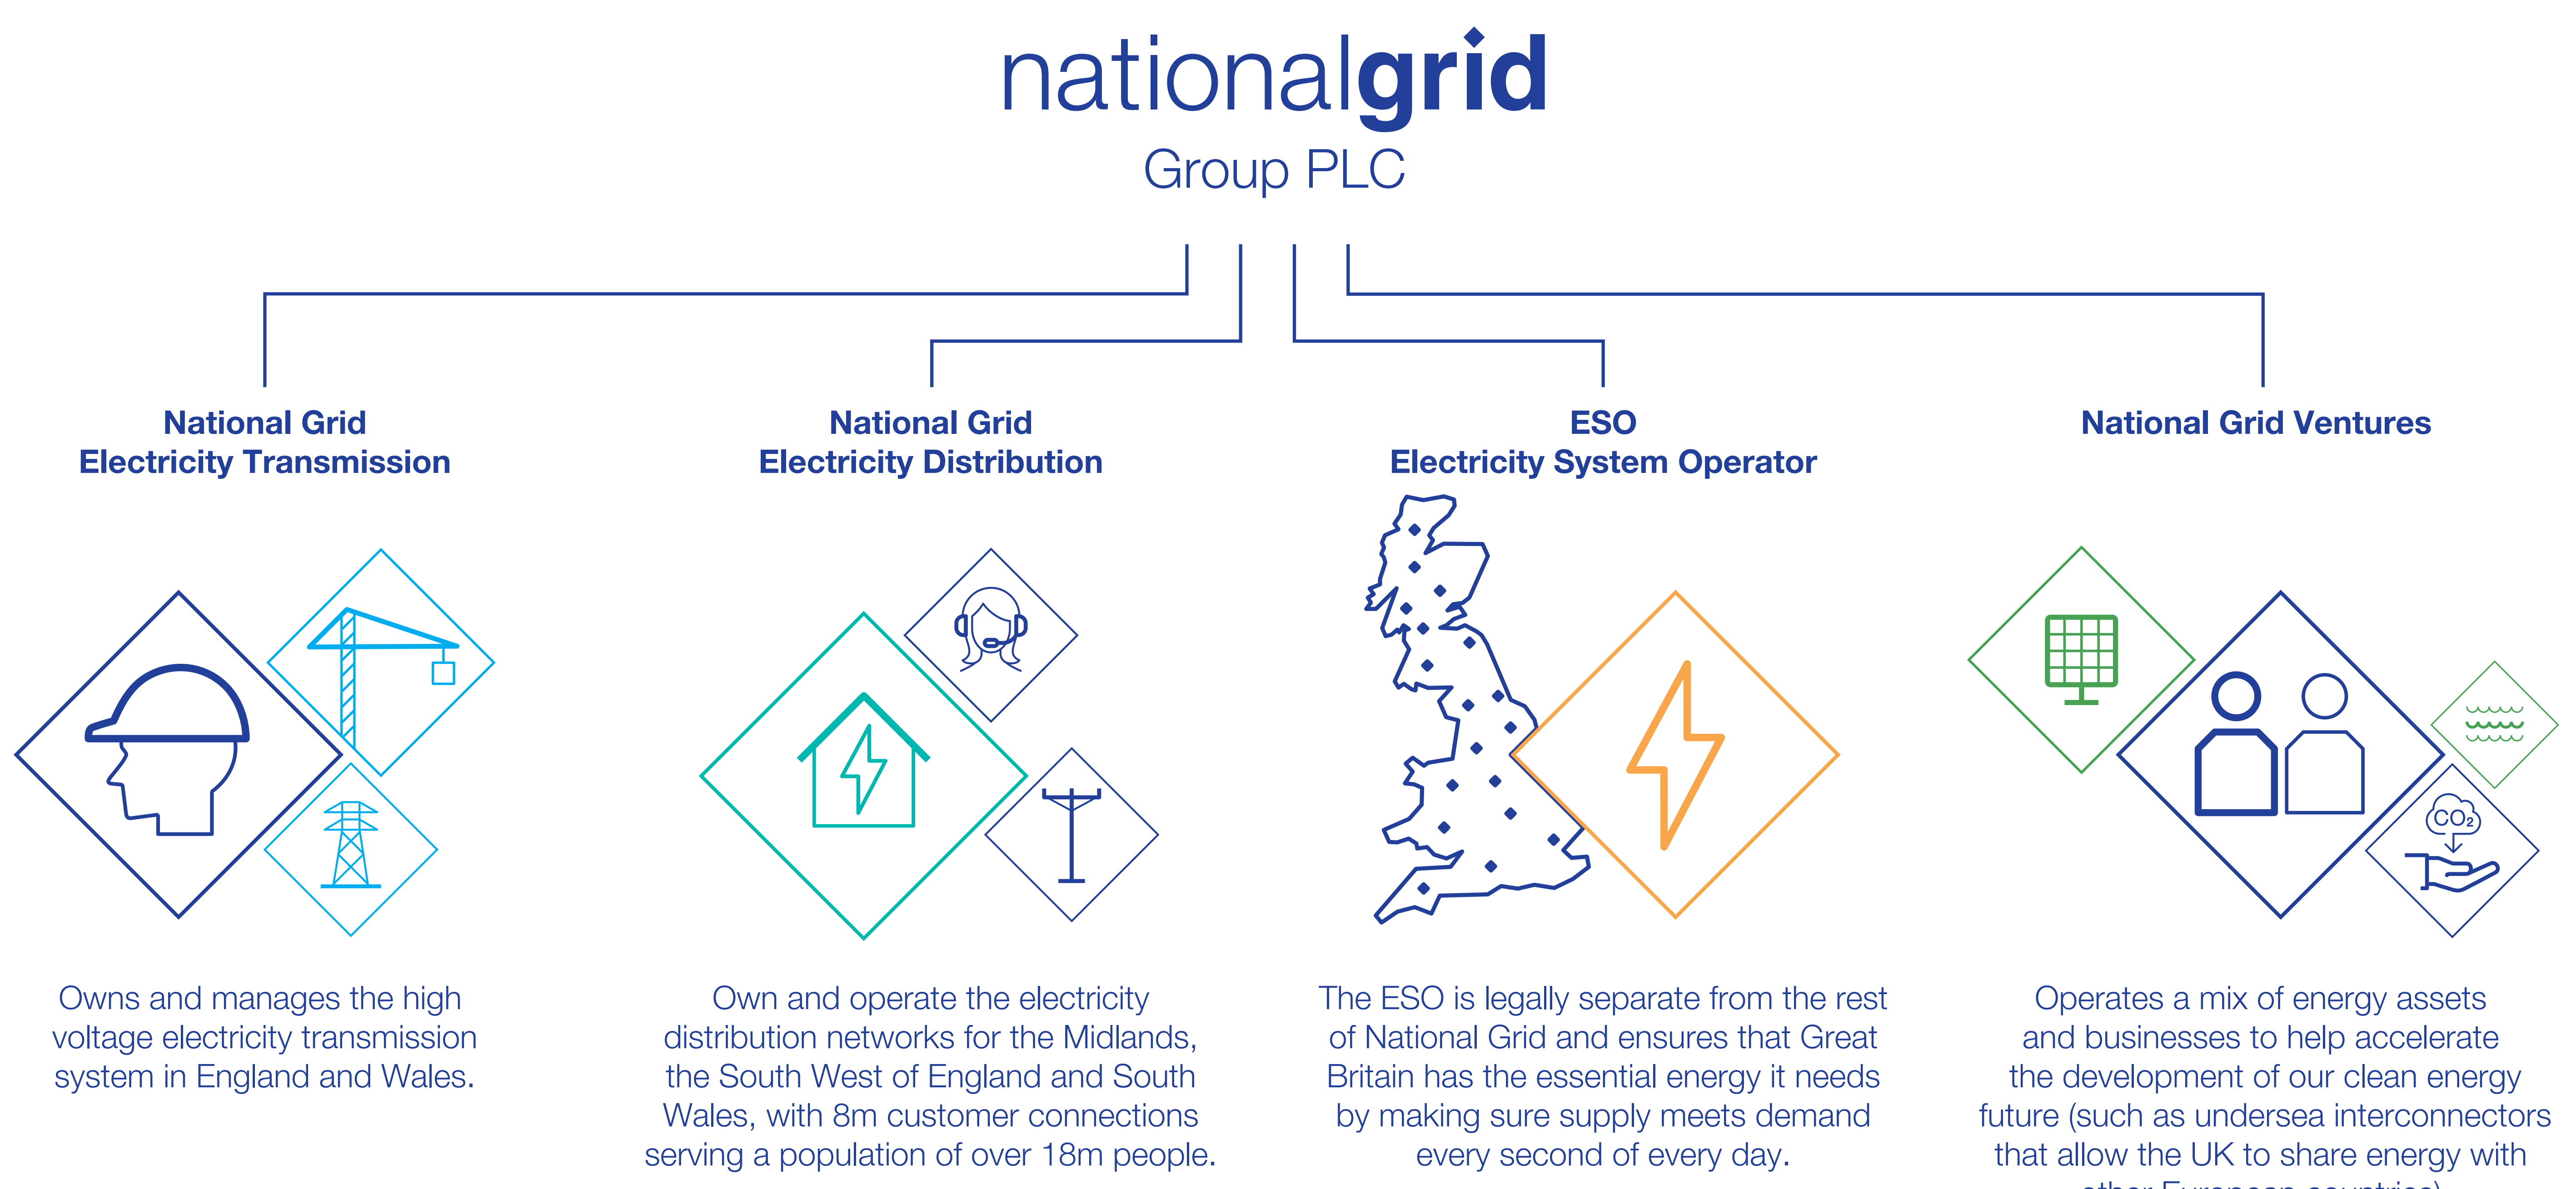 nationalgrid
Group PLC
National Grid
Electricity Transmission
National Grid
Electricity Distribution
ESO
Electricity System Operator
National Grid Ventures
CO₂
Owns and manages the high
voltage electricity transmission
system in England and Wales.
Own and operate the electricity
distribution networks for the Midlands,
the South West of England and South
Wales, with 8m customer connections
serving a population of over 18m people.
The ESO is legally separate from the rest
of National Grid and ensures that Great
Britain has the essential energy it needs
by making sure supply meets demand
every second of every day.
Operates a mix of energy assets
and businesses to help accelerate
the development of our clean energy
future (such as undersea interconnectors
that allow the UK to share energy with
other European countries)